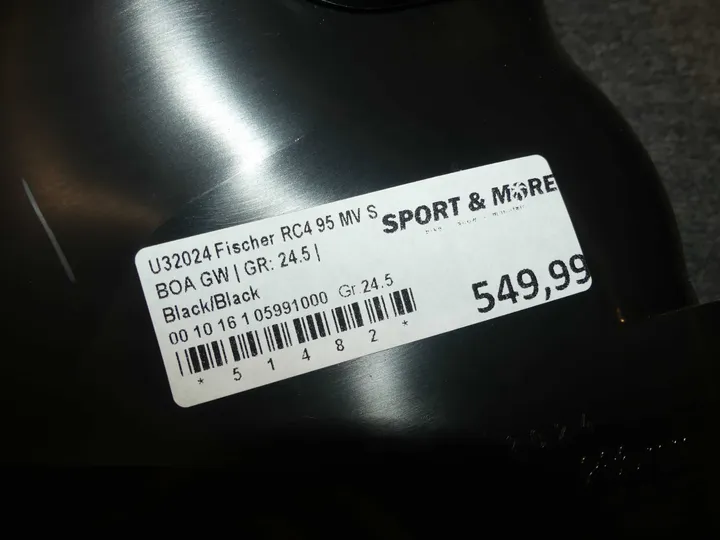 U32024 Fischer RC4 95 MV S
BOA GW | GR: 24.5 |
Black/Black
00 10 16 1 05991000 Gr.24.5
* 5 1 4 8 2 *
SPORT & MORE
549,99